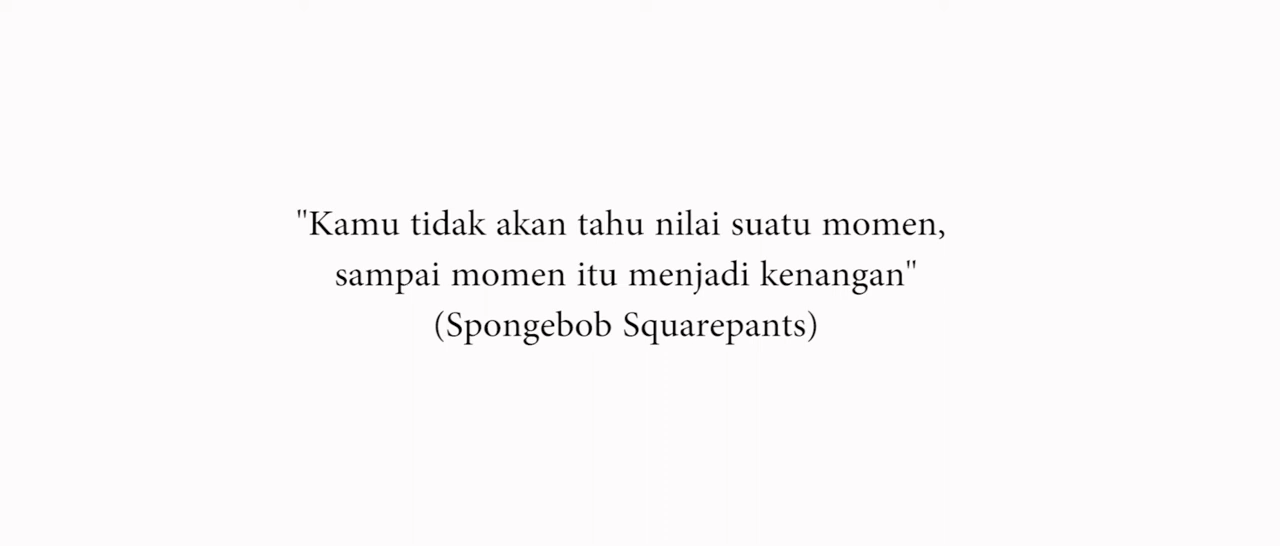 "Kamu tidak akan tahu nilai suatu momen,
sampai momen itu menjadi kenangan"
(Spongebob Squarepants)